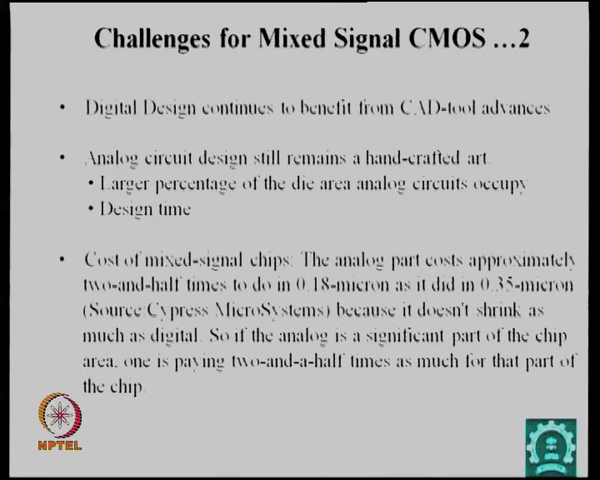 Challenges for Mixed Signal CMOS ...2
• Digital Design continues to benefit from CAD-tool advances
• Analog circuit design still remains a hand-crafted art.
• Larger percentage of the die area analog circuits occupy
• Design time
• Cost of mixed-signal chips: The analog part costs approximately
two-and-half times to do in 0.18-micron as it did in 0.35-micron
(Source:Cypress MicroSystems) because it doesn't shrink as
much as digital. So if the analog is a significant part of the chip
area, one is paying two-and-a-half times as much for that part of
the chip.
NPTEL